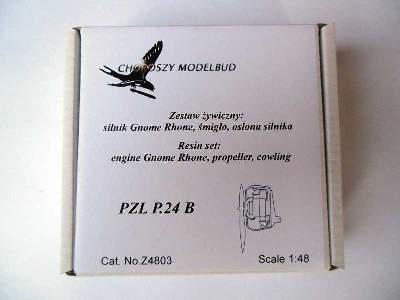 CHOROSZY MODELBUD
Zestaw żywiczny:
silnik Gnome Rhone, śmigło, osłona silnika
Resin set:
engine Gnome Rhone, propeller, cowling
PZL P.24 B
Cat. No.Z4803
Scale 1:48